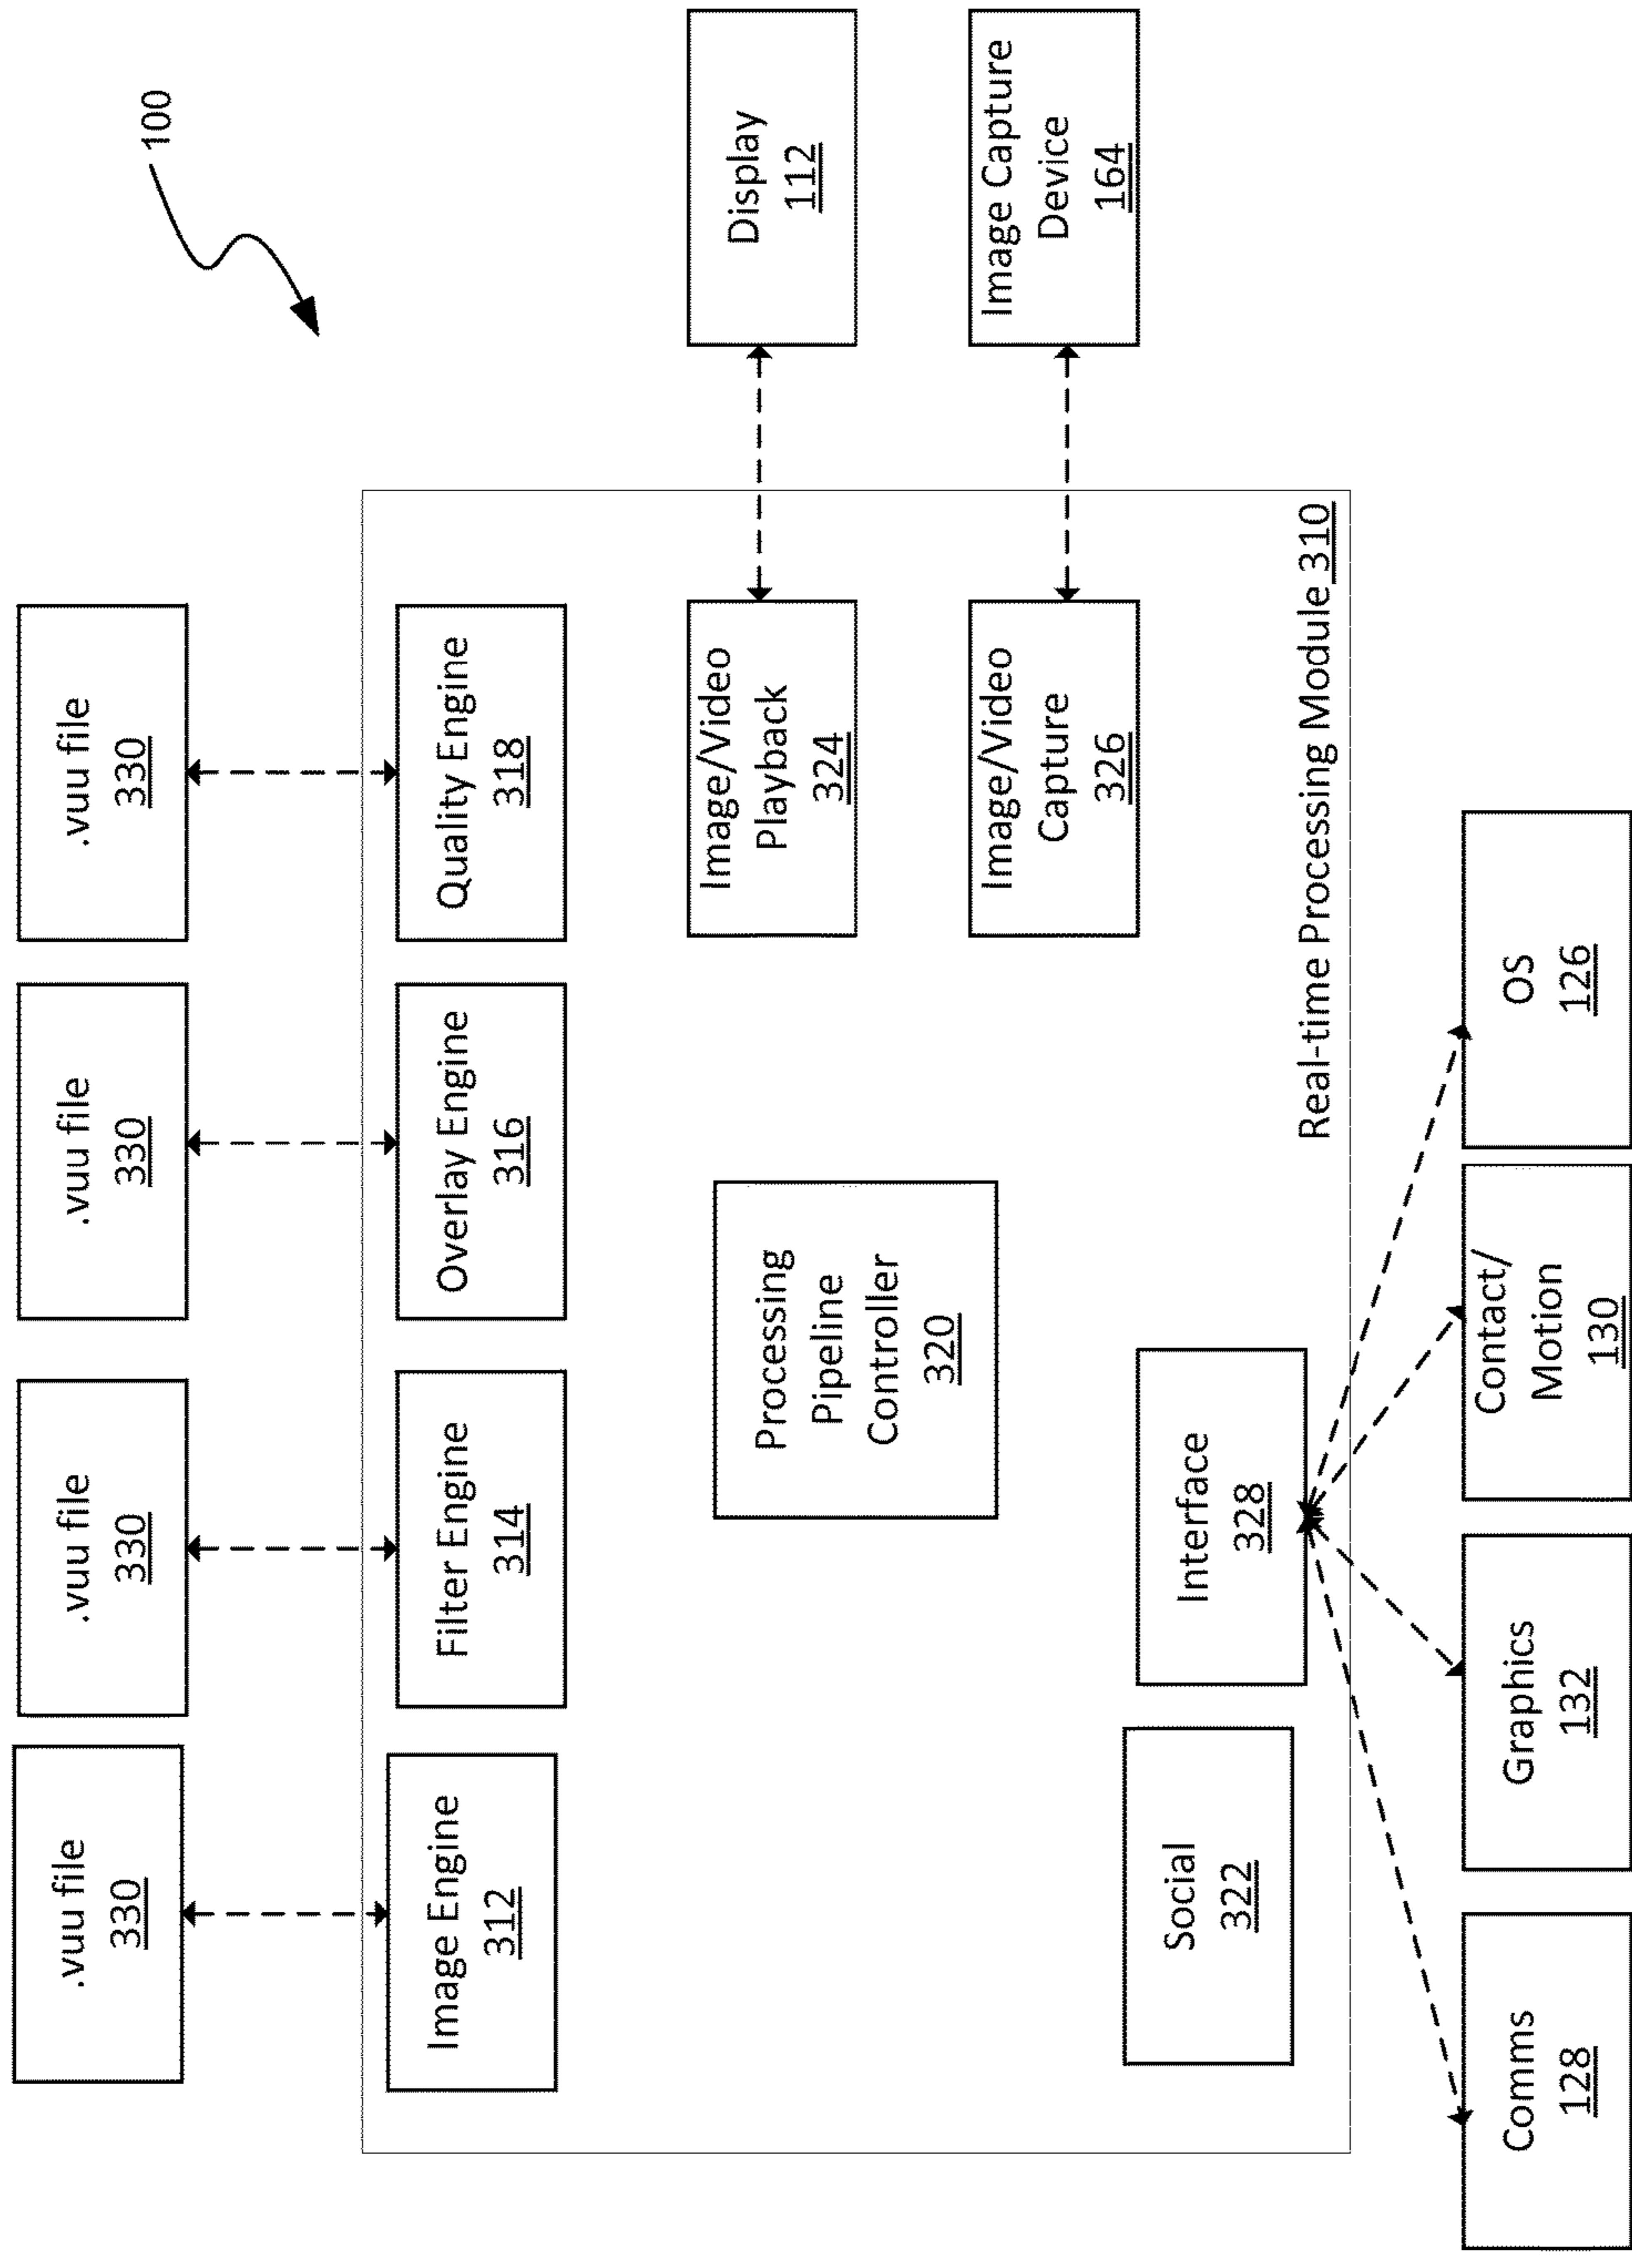 100
.vuu file
330
.vuu file
330
.vuu file
330
.vuu file
330
Image Engine
312
Filter Engine
314
Overlay Engine
316
Quality Engine
318
Processing
Pipeline
Controller
320
Image/Video
Playback
324
Display
112
Image/Video
Capture
326
Image Capture
Device
164
Social
322
Interface
328
Real-time Processing Module 310
Comms
128
Graphics
132
Contact/
Motion
130
OS
126